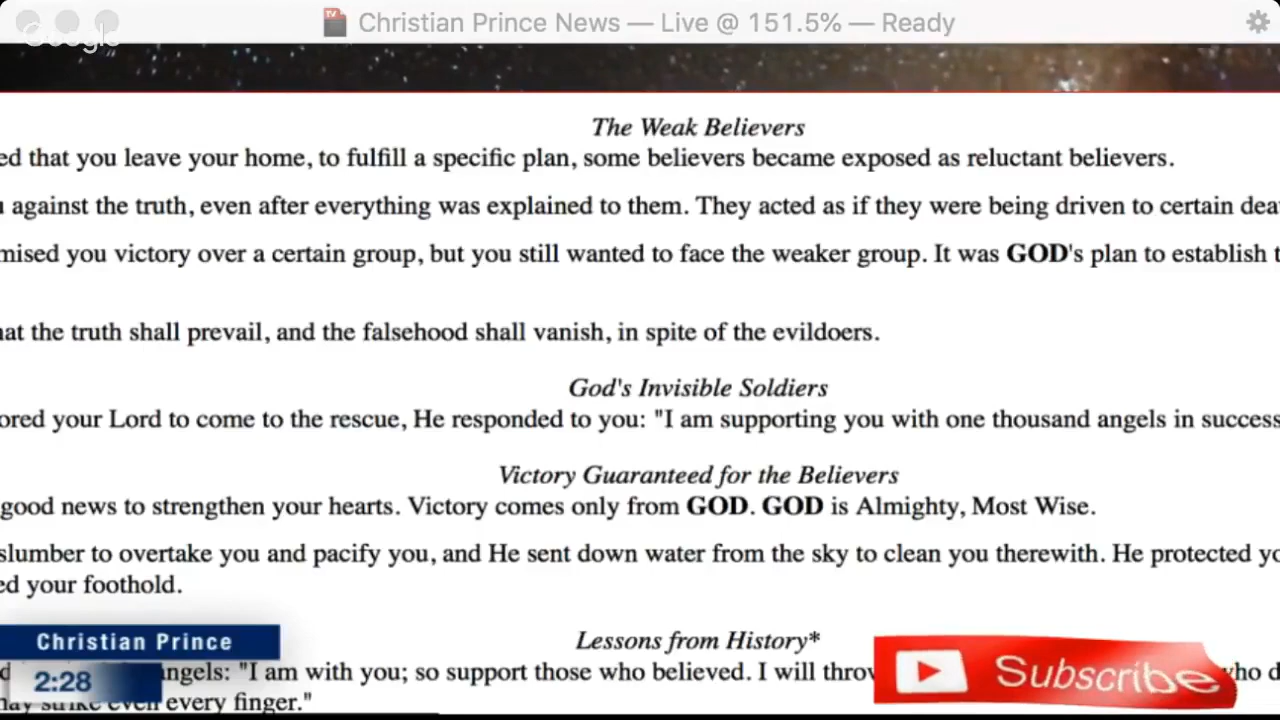 Christian Prince News — Live @ 151.5% — Ready
Google
The Weak Believers
ed that you leave your home, to fulfill a specific plan, some believers became exposed as reluctant believers.
against the truth, even after everything was explained to them. They acted as if they were being driven to certain dea
mised you victory over a certain group, but you still wanted to face the weaker group. It was GOD's plan to establish t
hat the truth shall prevail, and the falsehood shall vanish, in spite of the evildoers.
God's Invisible Soldiers
ored your Lord to come to the rescue, He responded to you: "I am supporting you with one thousand angels in success
Victory Guaranteed for the Believers
good news to strengthen your hearts. Victory comes only from GOD. GOD is Almighty, Most Wise.
slumber to overtake you and pacify you, and He sent down water from the sky to clean you therewith. He protected yo
ed your foothold.
Christian Prince
Lessons from History*
2:28
angels: "I am with you; so support those who believed. I will throw
who d
may strike even every finger."
Subscribe